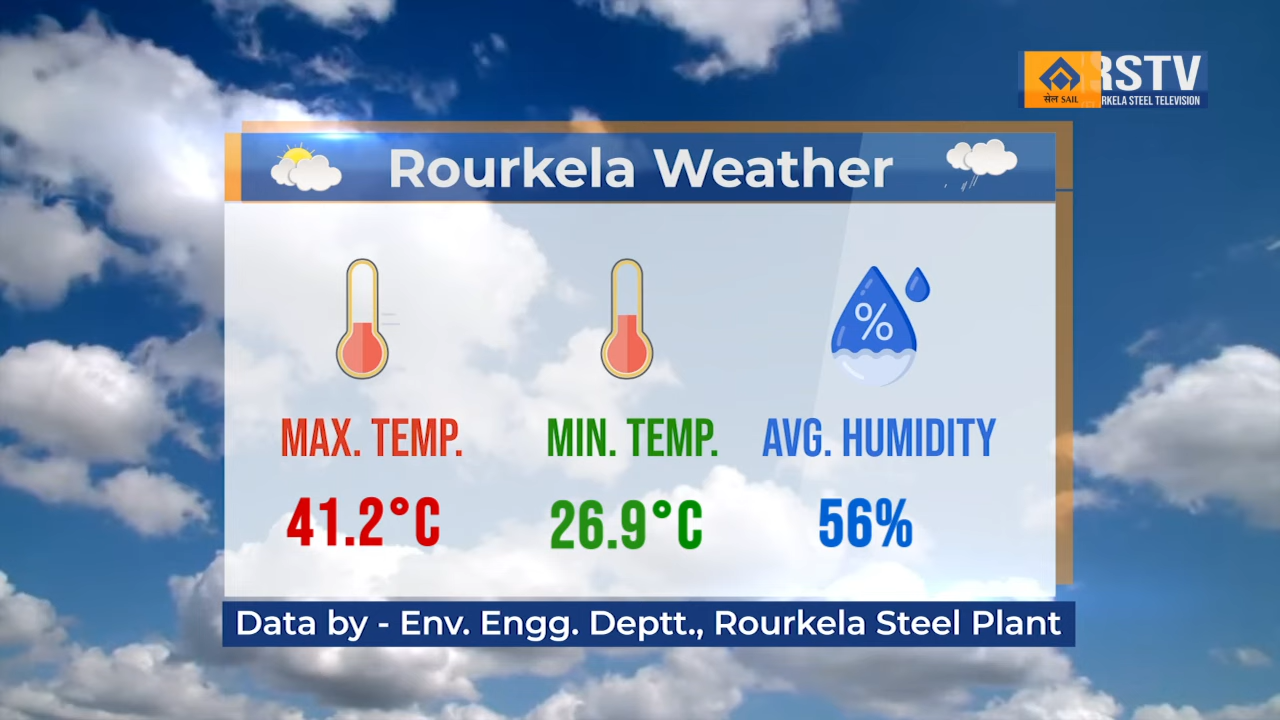 RSTV
सेल SAIL
RKELA STEEL TELEVISION
Rourkela Weather
%
MAX. TEMP.
MIN. TEMP.
AVG. HUMIDITY
41.2°C
26.9°C
56%
Data by - Env. Engg. Deptt., Rourkela Steel Plant